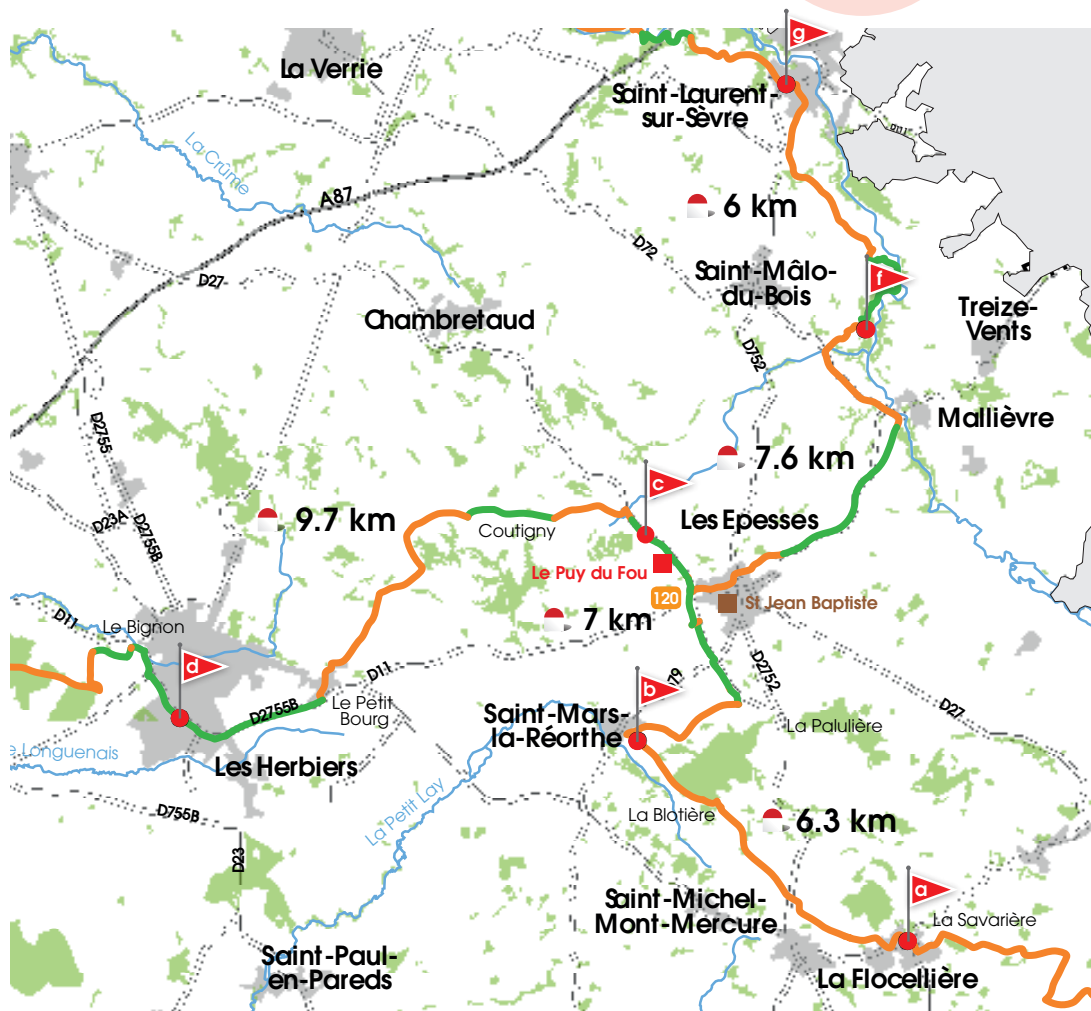 g
La Verrie
Saint-Laurent-
sur-Sèvre
D11
La Crûme
A87
6 km
D72
D27
Saint-Mâlo-
du-Bois
f
Treize-
Vents
Chambretaud
D752
Mallièvre
D2755
7.6 km
c
9.7 km
D23A
D2755B
Coutigny
Les Epesses
Le Puy du Fou
120
St Jean Baptiste
7 km
D11
Le Bignon
D11
79
D2752
d
b
D2755B
Le Petit
Bourg
Saint-Mars-
la-Réorthe
D27
La Palulière
e Longuenais
Les Herbiers
D755B
La Petit Lay
La Blotière
6.3 km
D23
a
Saint-Michel-
Mont-Mercure
La Savarière
Saint-Paul-
en-Pareds
La Flocellière